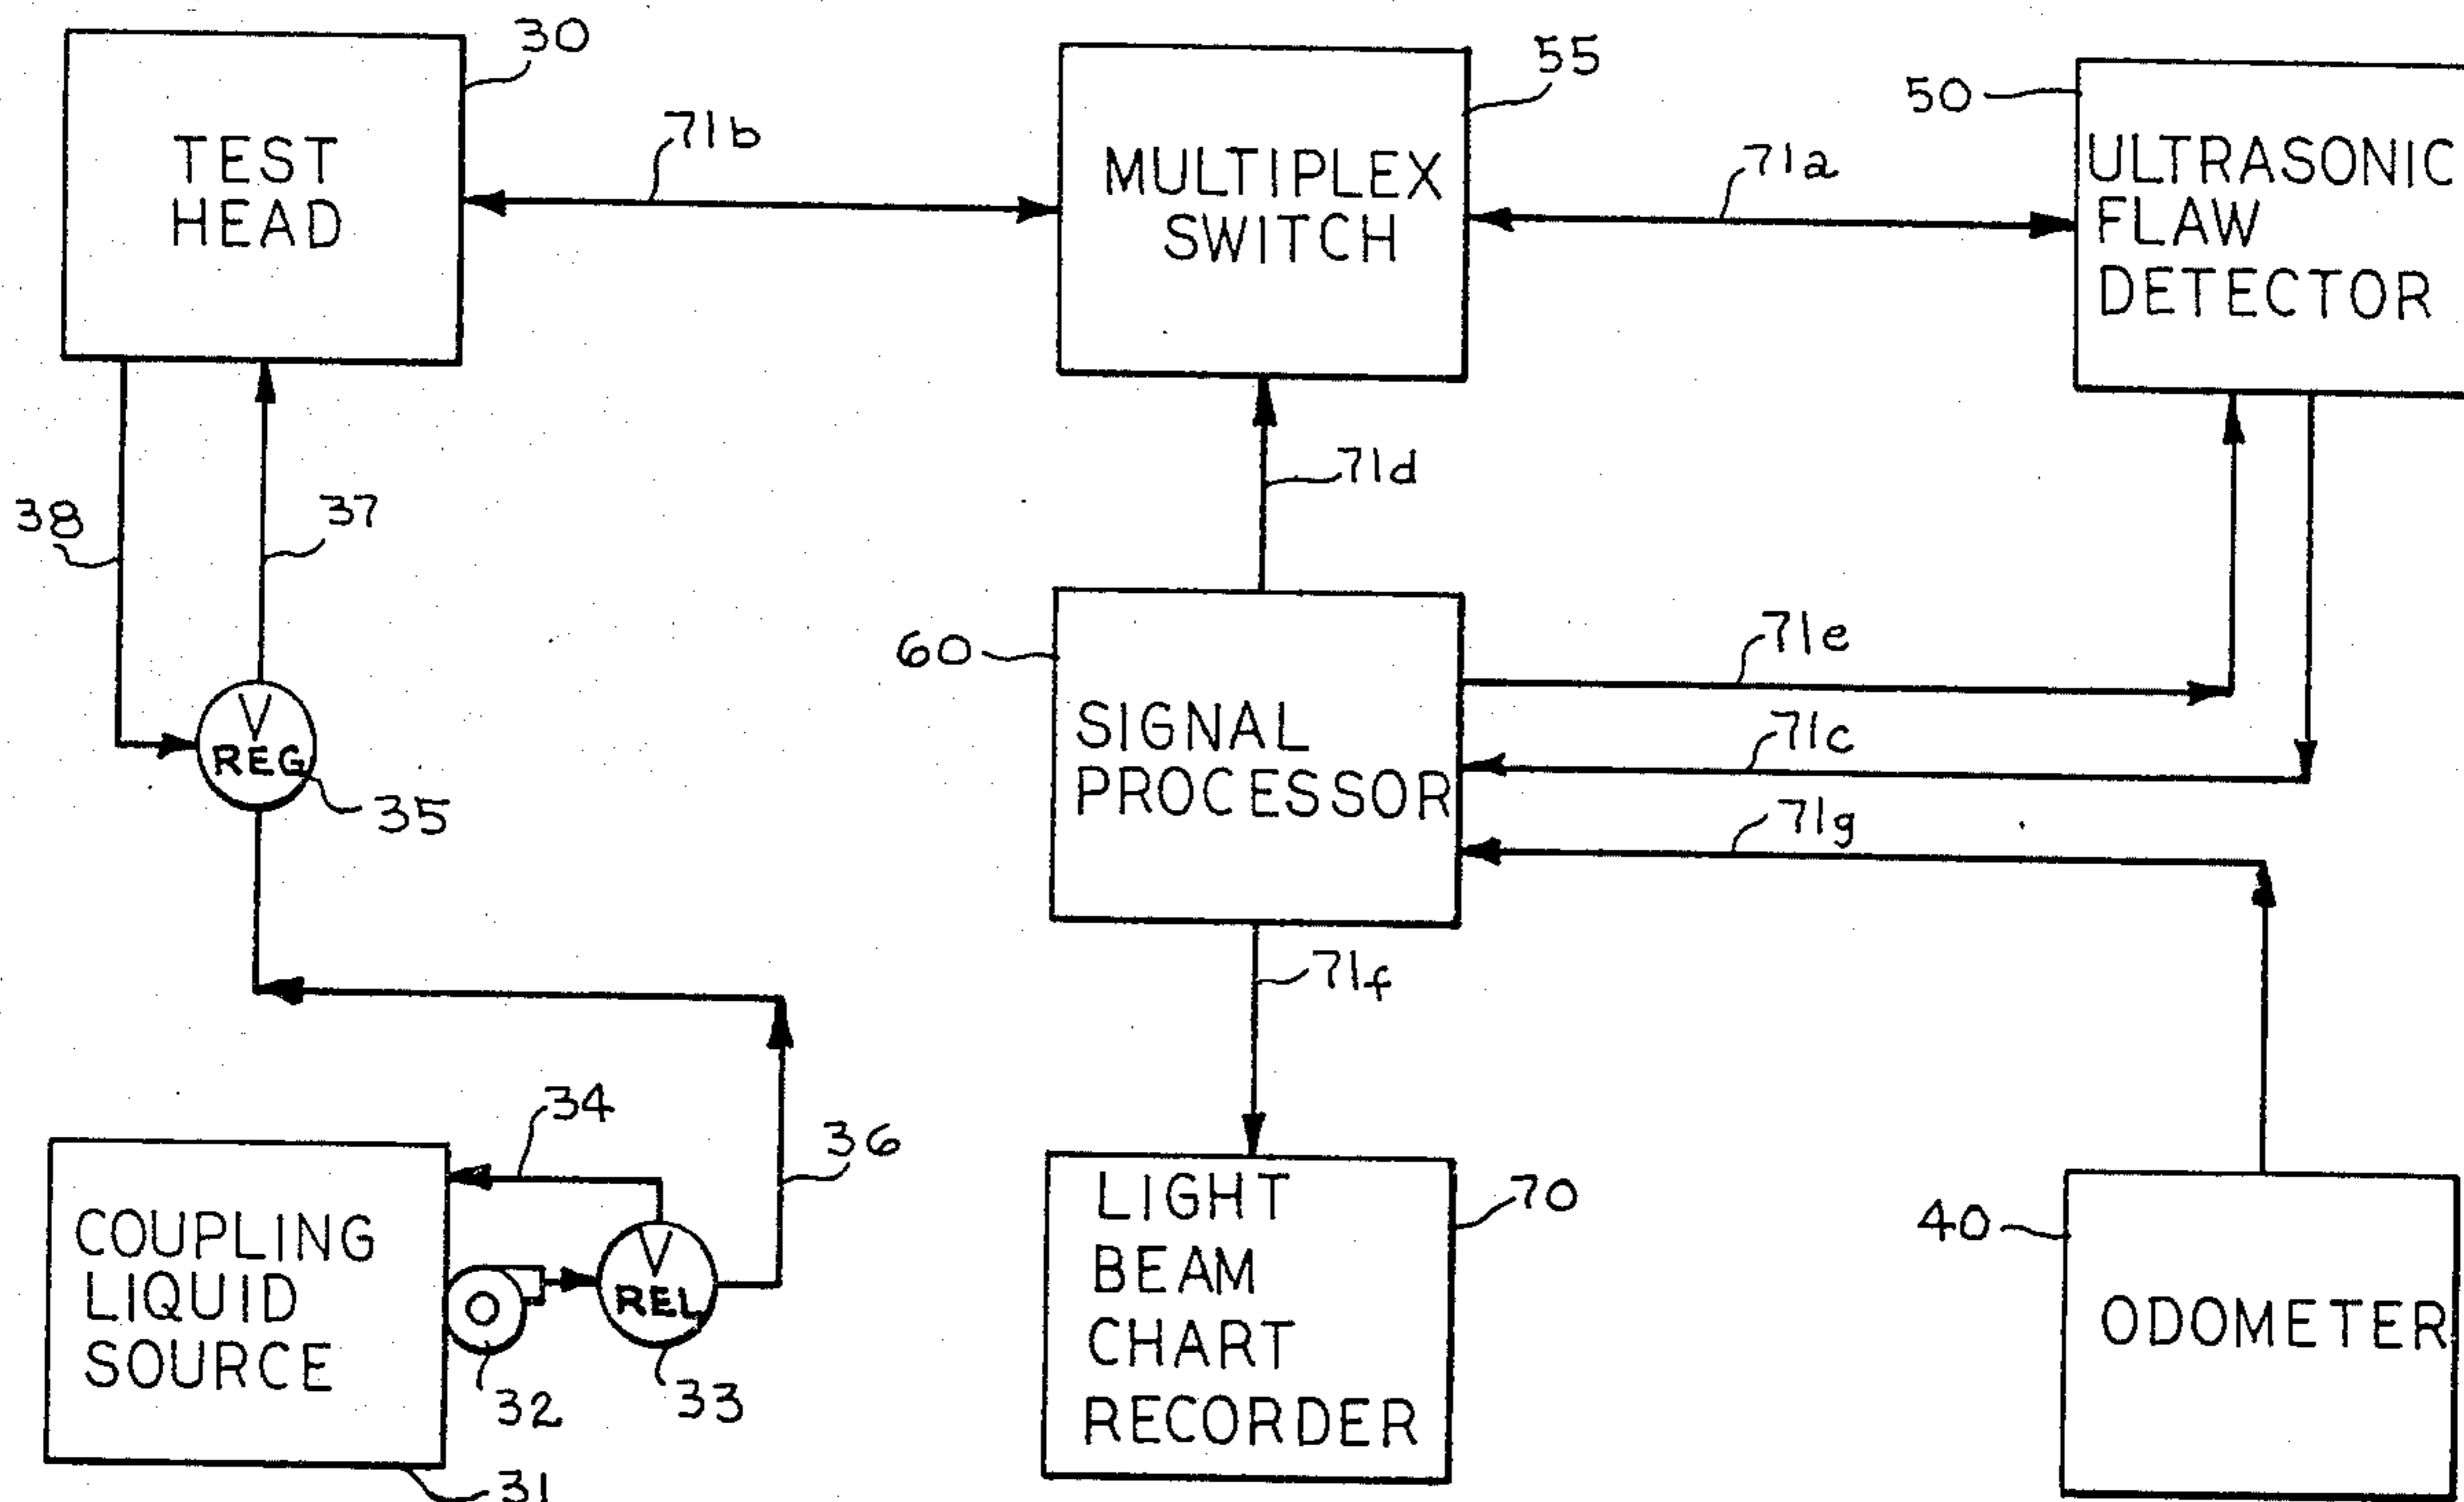 30
TEST
HEAD
71b
55
MULTIPLEX
SWITCH
71a
50
ULTRASONIC
FLAW
DETECTOR
38
37
71d
V
REG
35
60
SIGNAL
PROCESSOR
71e
71c
71g
71f
34
36
COUPLING
LIQUID
SOURCE
V
REL
32
33
31
LIGHT
BEAM
CHART
RECORDER
70
40
ODOMETER